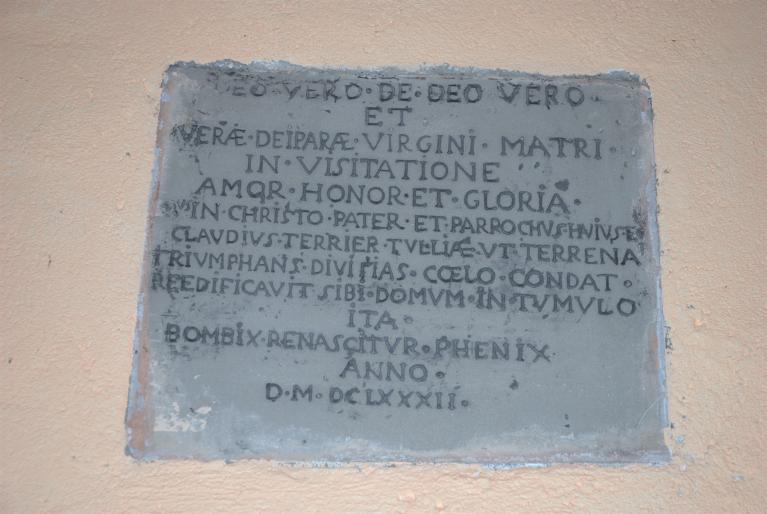 DEO VERO·DE·DEO VERO
ET
VERÆ·DEIPARÆ·VIRGINI·MATRI·
IN·VISITATIONE
AMOR·HONOR·ET·GLORIA·
IN·CHRISTO·PATER·ET·PARROCHVS·HVIVS·E·
CLAVDIVS·TERRIER·TVLLIÆ·VT·TERRENA
TRIVMPHANS·DIVITIAS·CŒLO·CONDAT·
REEDIFICAVIT SIBI·DOMVM·IN·TVMVLO
ITA·
BOMBIX·RENASCITVR·PHENIX
ANNO·
D·M·DCLXXXII·